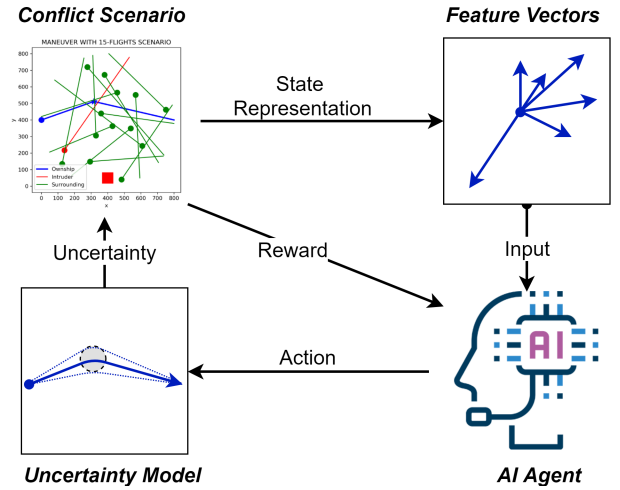 Conflict Scenario
Feature Vectors
MANEUVER WITH 15-FLIGHTS SCENARIO
800
700
600
500
400
300
200
100
0
y
Ownship
Intruder
Surrounding
0 100 200 300 400 500 600 700 800
x
State
Representation
Uncertainty
Reward
Input
Action
AI
Uncertainty Model
AI Agent